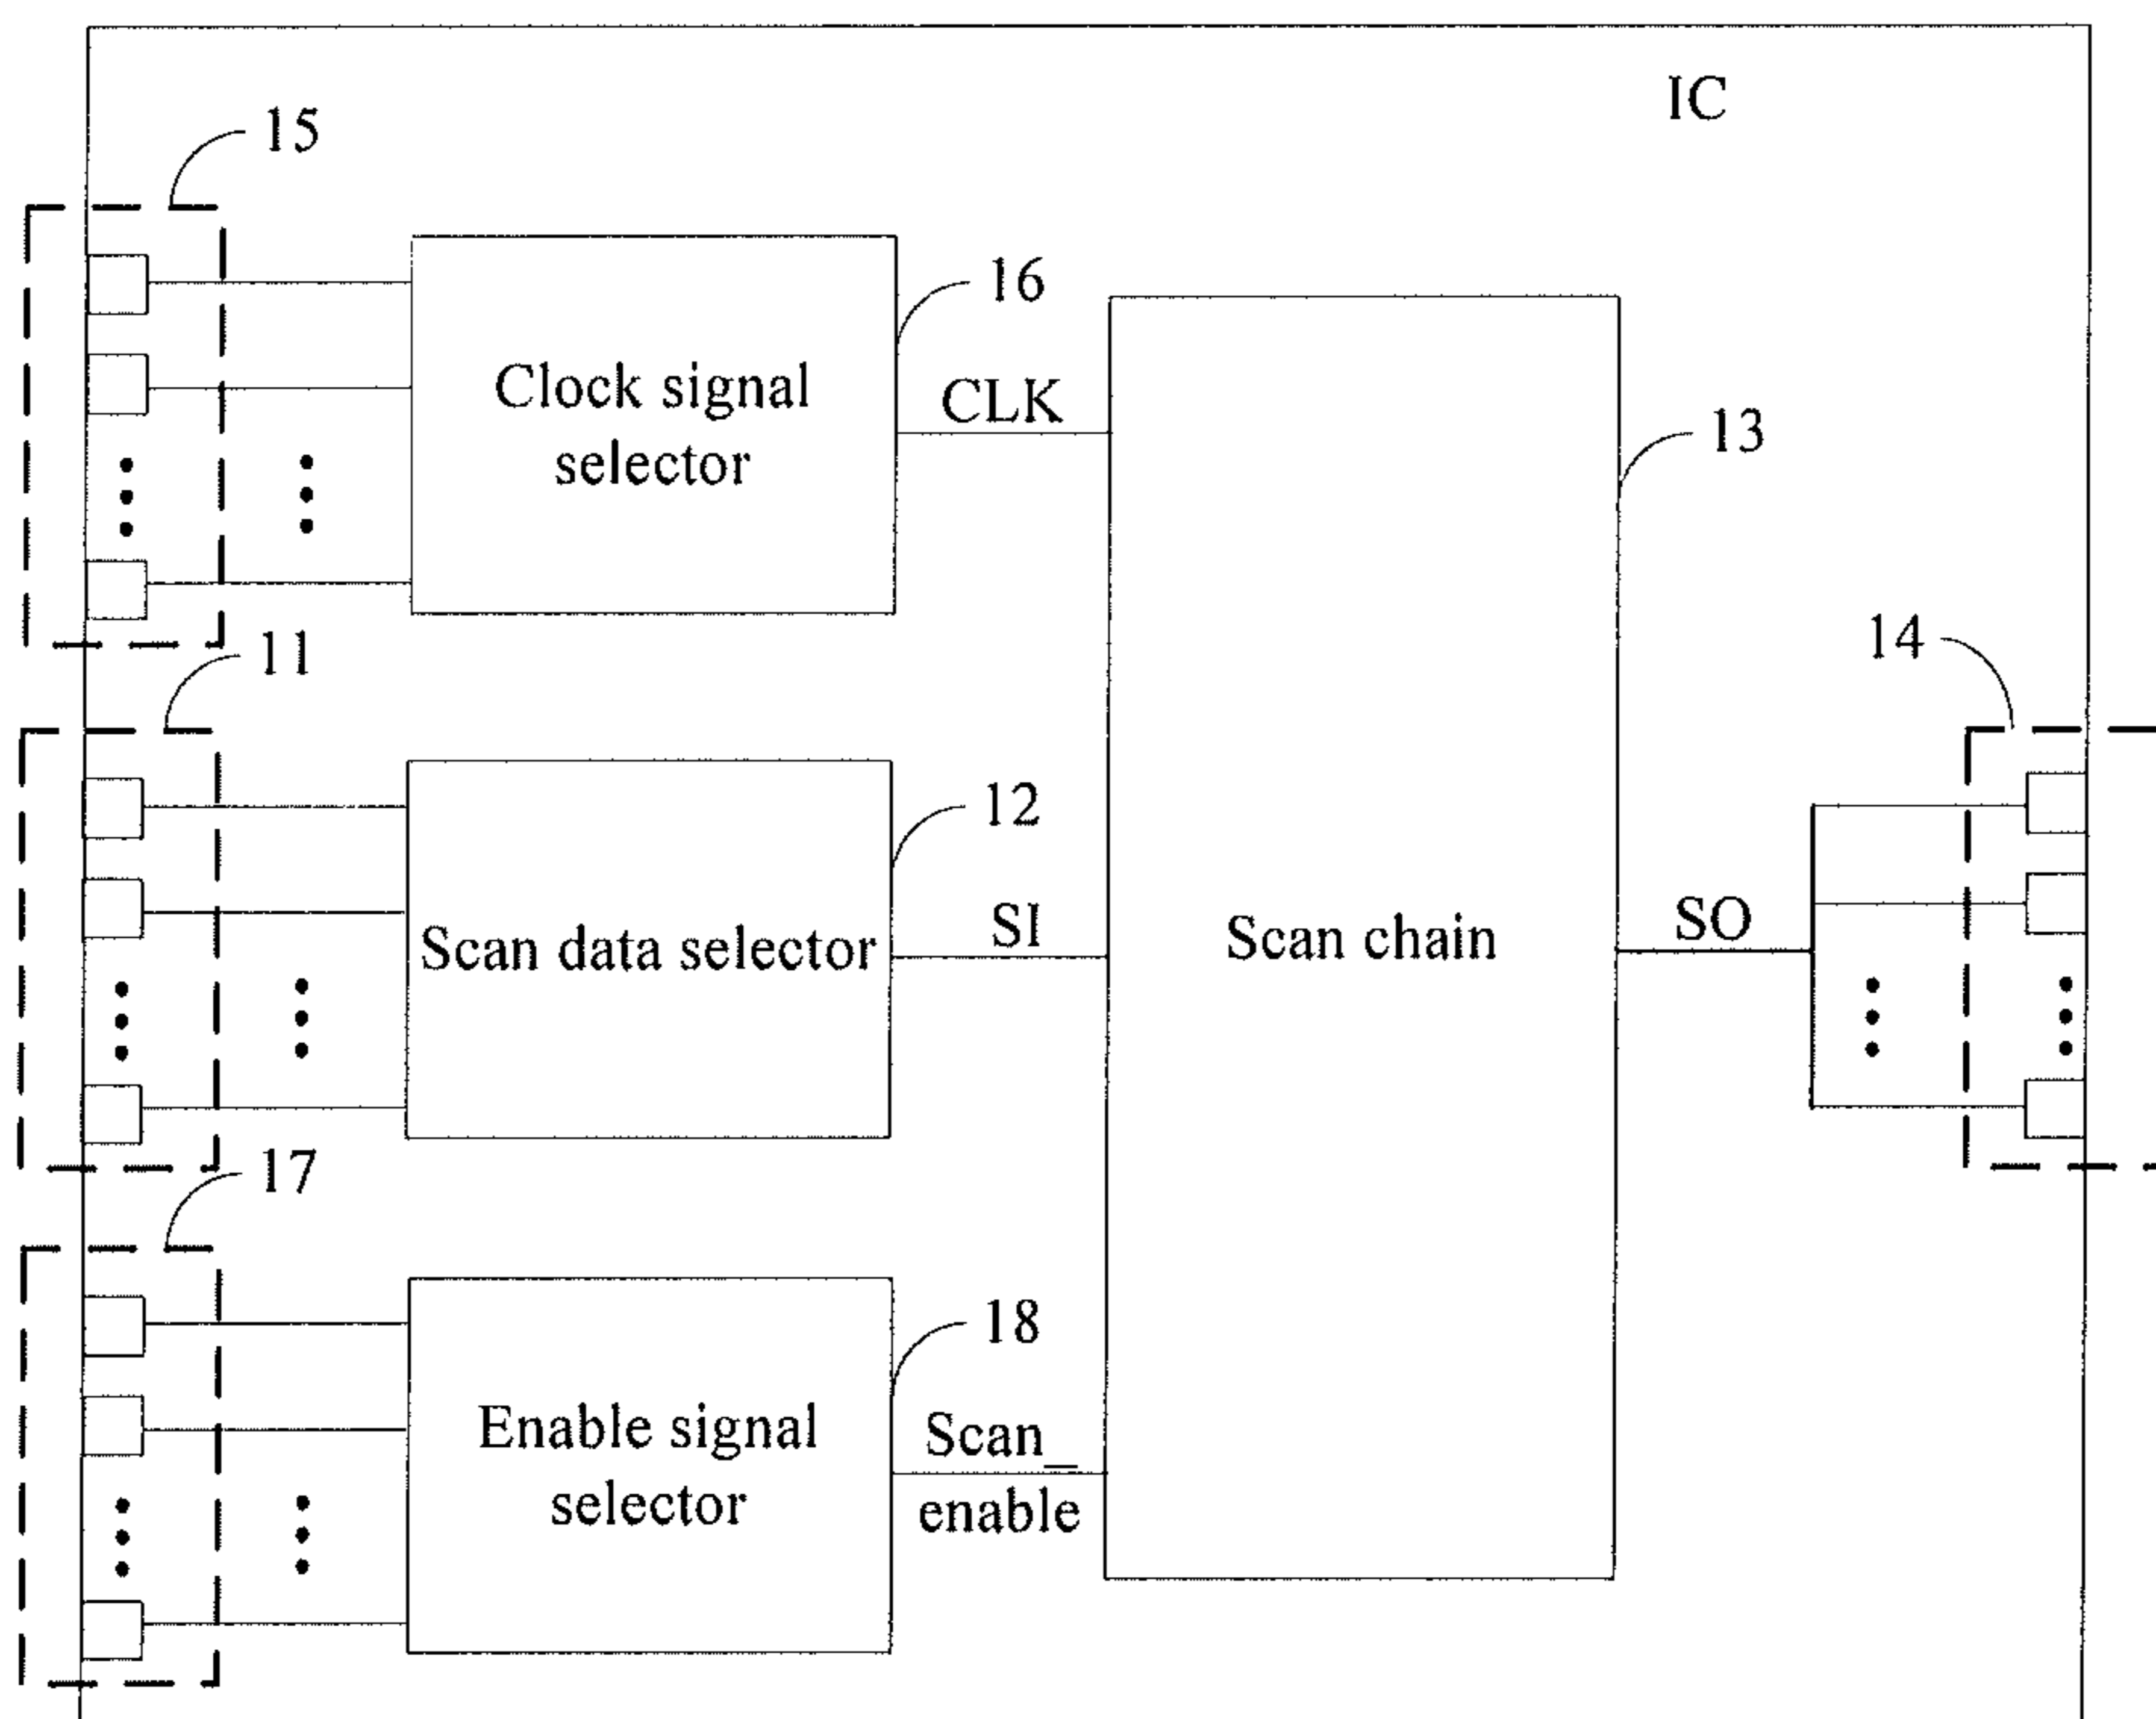 IC
15
16
Clock signal
selector
CLK
13
11
14
12
Scan data selector
SI
Scan chain
SO
17
18
Enable signal
selector
Scan_
enable